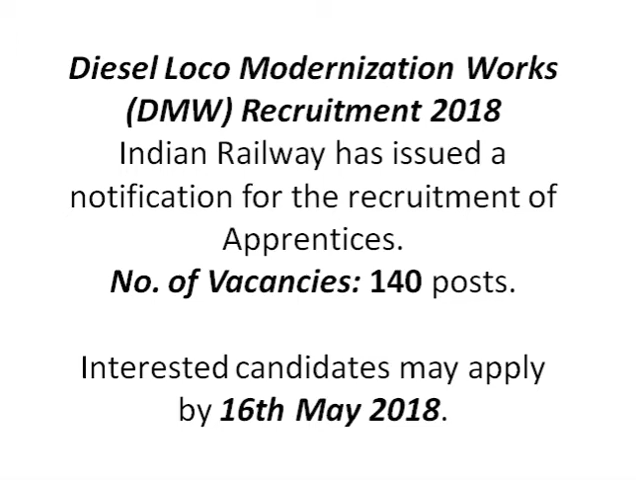 Diesel Loco Modernization Works
(DMW) Recruitment 2018
Indian Railway has issued a
notification for the recruitment of
Apprentices.
No. of Vacancies: 140 posts.
Interested candidates may apply
by 16th May 2018.